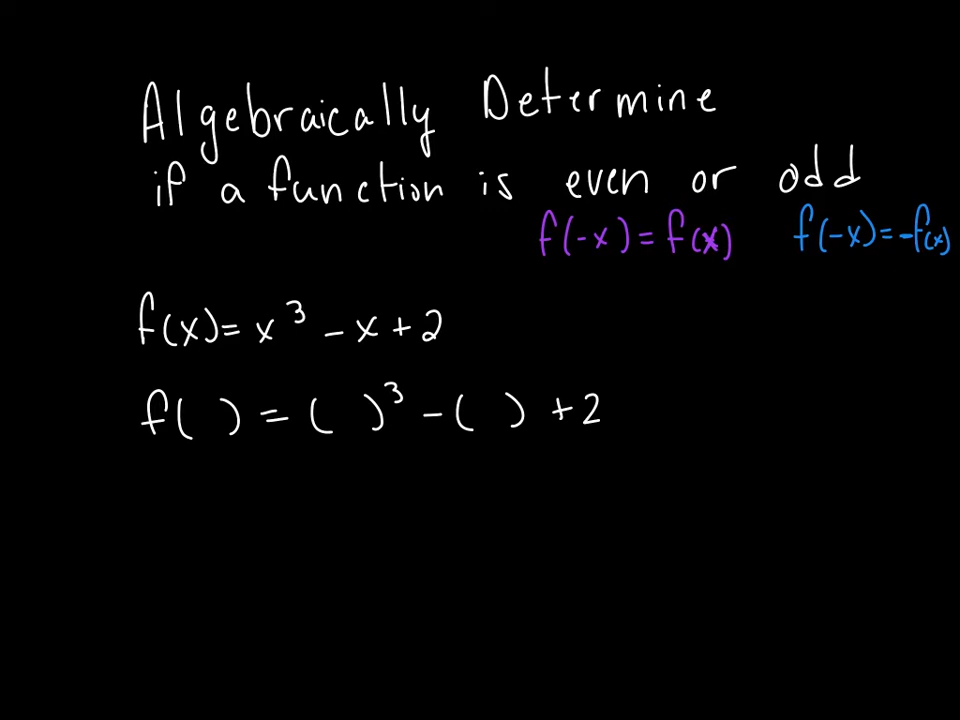 Algebraically Determine
if a function is even or odd
f(-x) = f(x) f(-x) = -f(x)
f(x) = x³ - x + 2
f( ) = ( )³ - ( ) + 2